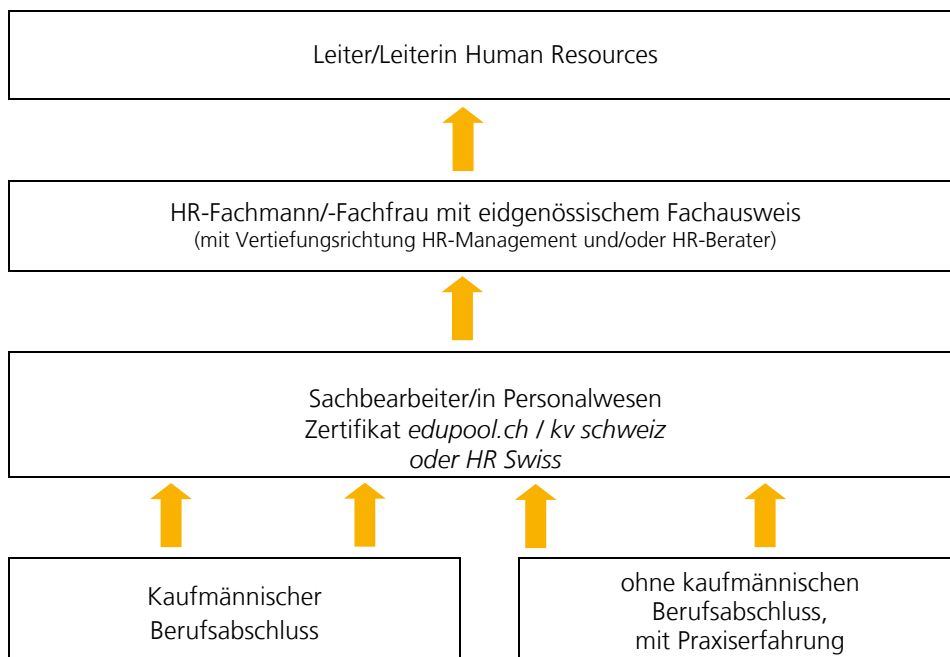 Leiter/Leiterin Human Resources
HR-Fachmann/-Fachfrau mit eidgenössischem Fachausweis
(mit Vertiefungsrichtung HR-Management und/oder HR-Berater)
Sachbearbeiter/in Personalwesen
Zertifikat edupool.ch / kv schweiz
oder HR Swiss
Kaufmännischer
Berufsabschluss
ohne kaufmännischen
Berufsabschluss,
mit Praxiserfahrung